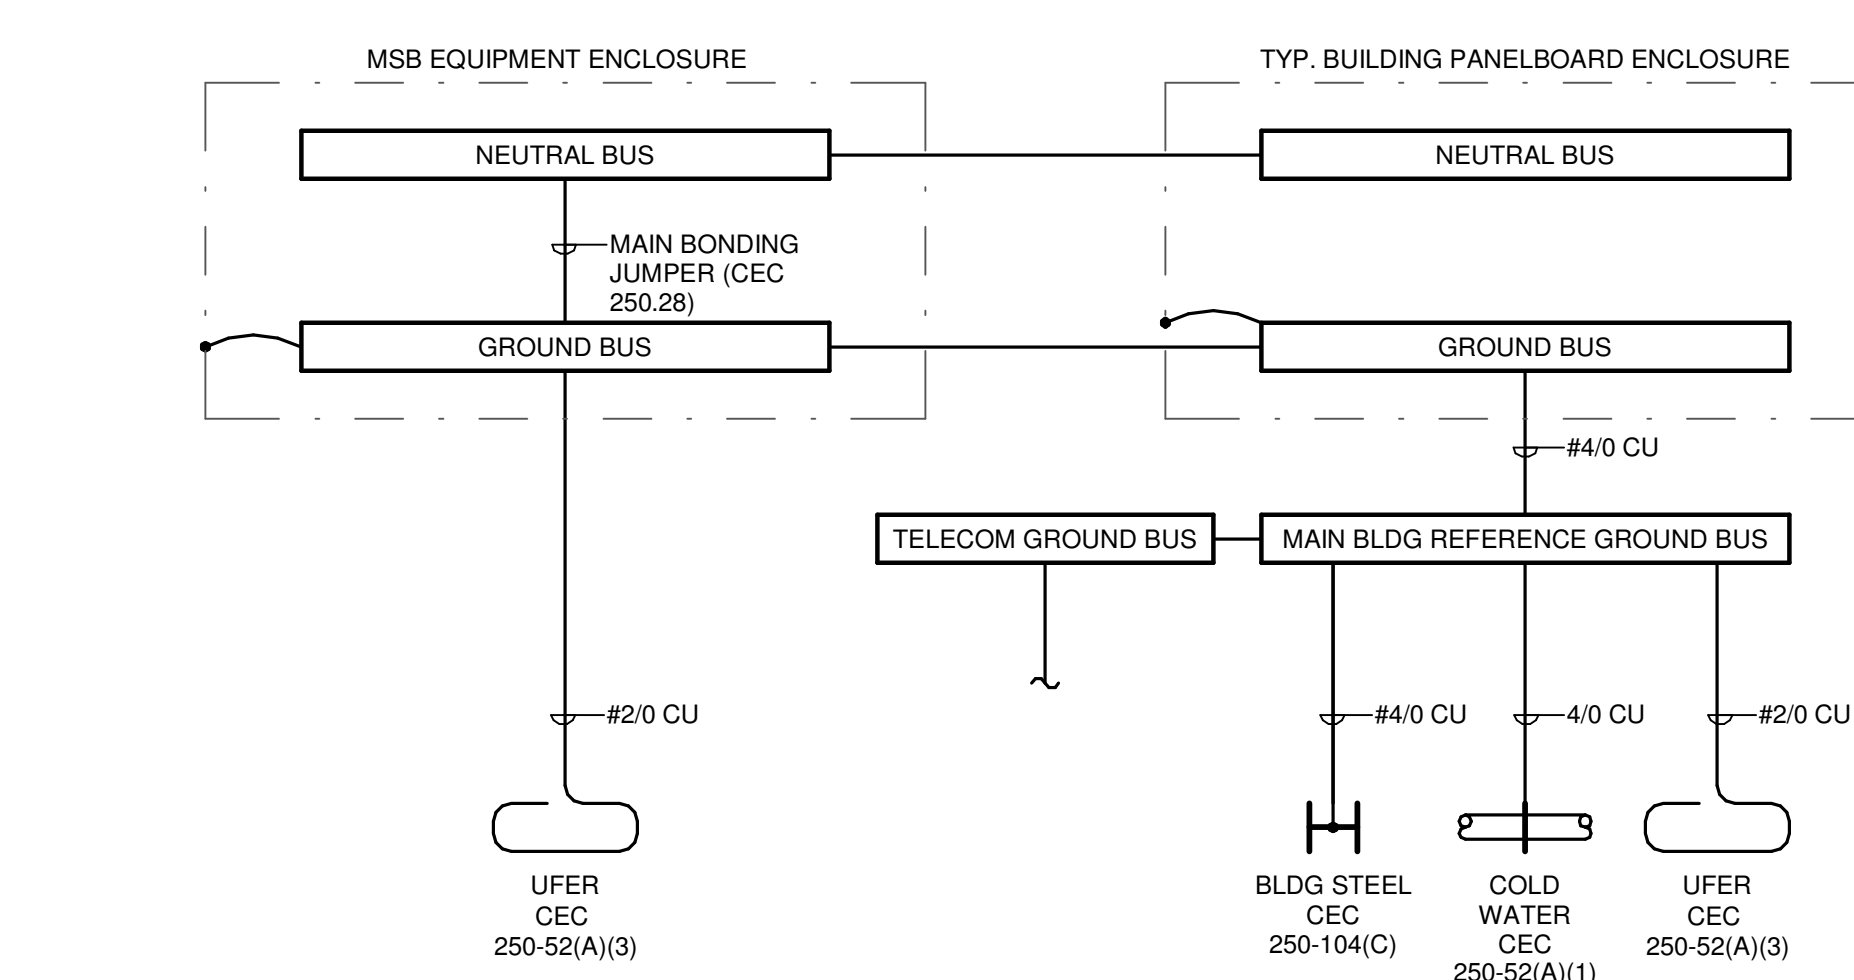 MSB EQUIPMENT ENCLOSURE
TYP. BUILDING PANELBOARD ENCLOSURE
NEUTRAL BUS
NEUTRAL BUS
MAIN BONDING
JUMPER (CEC
250.28)
GROUND BUS
GROUND BUS
#4/0 CU
TELECOM GROUND BUS
MAIN BLDG REFERENCE GROUND BUS
#2/0 CU
#4/0 CU
4/0 CU
#2/0 CU
UFER
CEC
250-52(A)(3)
BLDG STEEL
CEC
250-104(C)
COLD
WATER
CEC
250-52(A)(1)
UFER
CEC
250-52(A)(3)